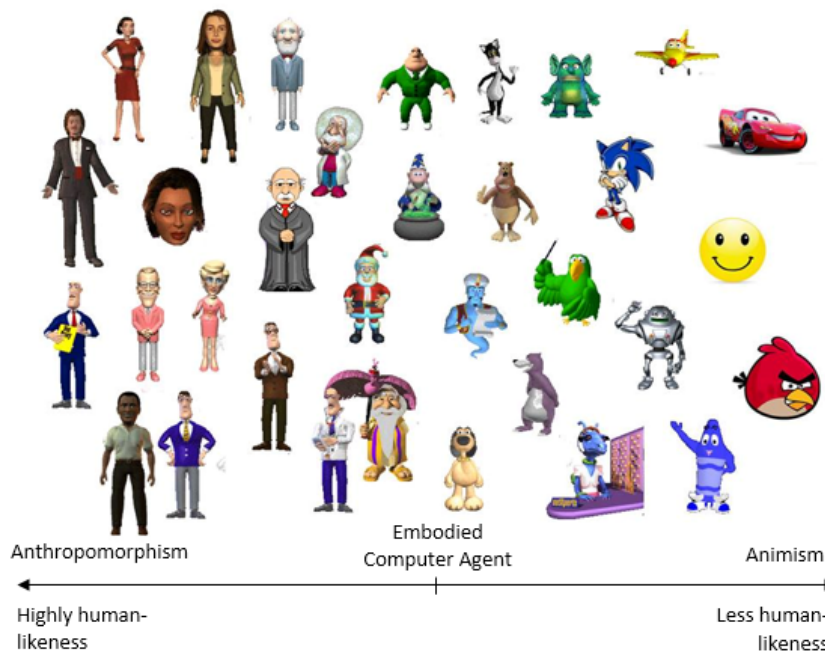 Anthropomorphism
Embodied
Computer Agent
Animism
Highly human-
likeness
Less human-
likeness